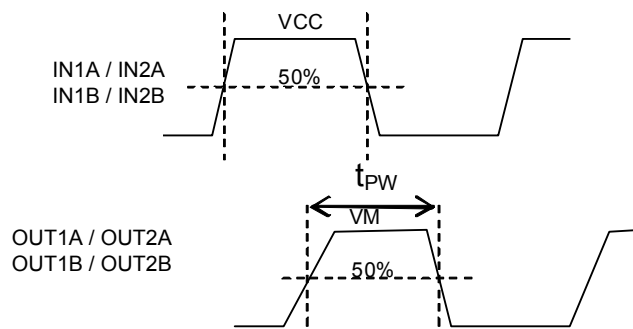 VCC
IN1A / IN2A
IN1B / IN2B
50%
tPW
VM
OUT1A / OUT2A
OUT1B / OUT2B
50%